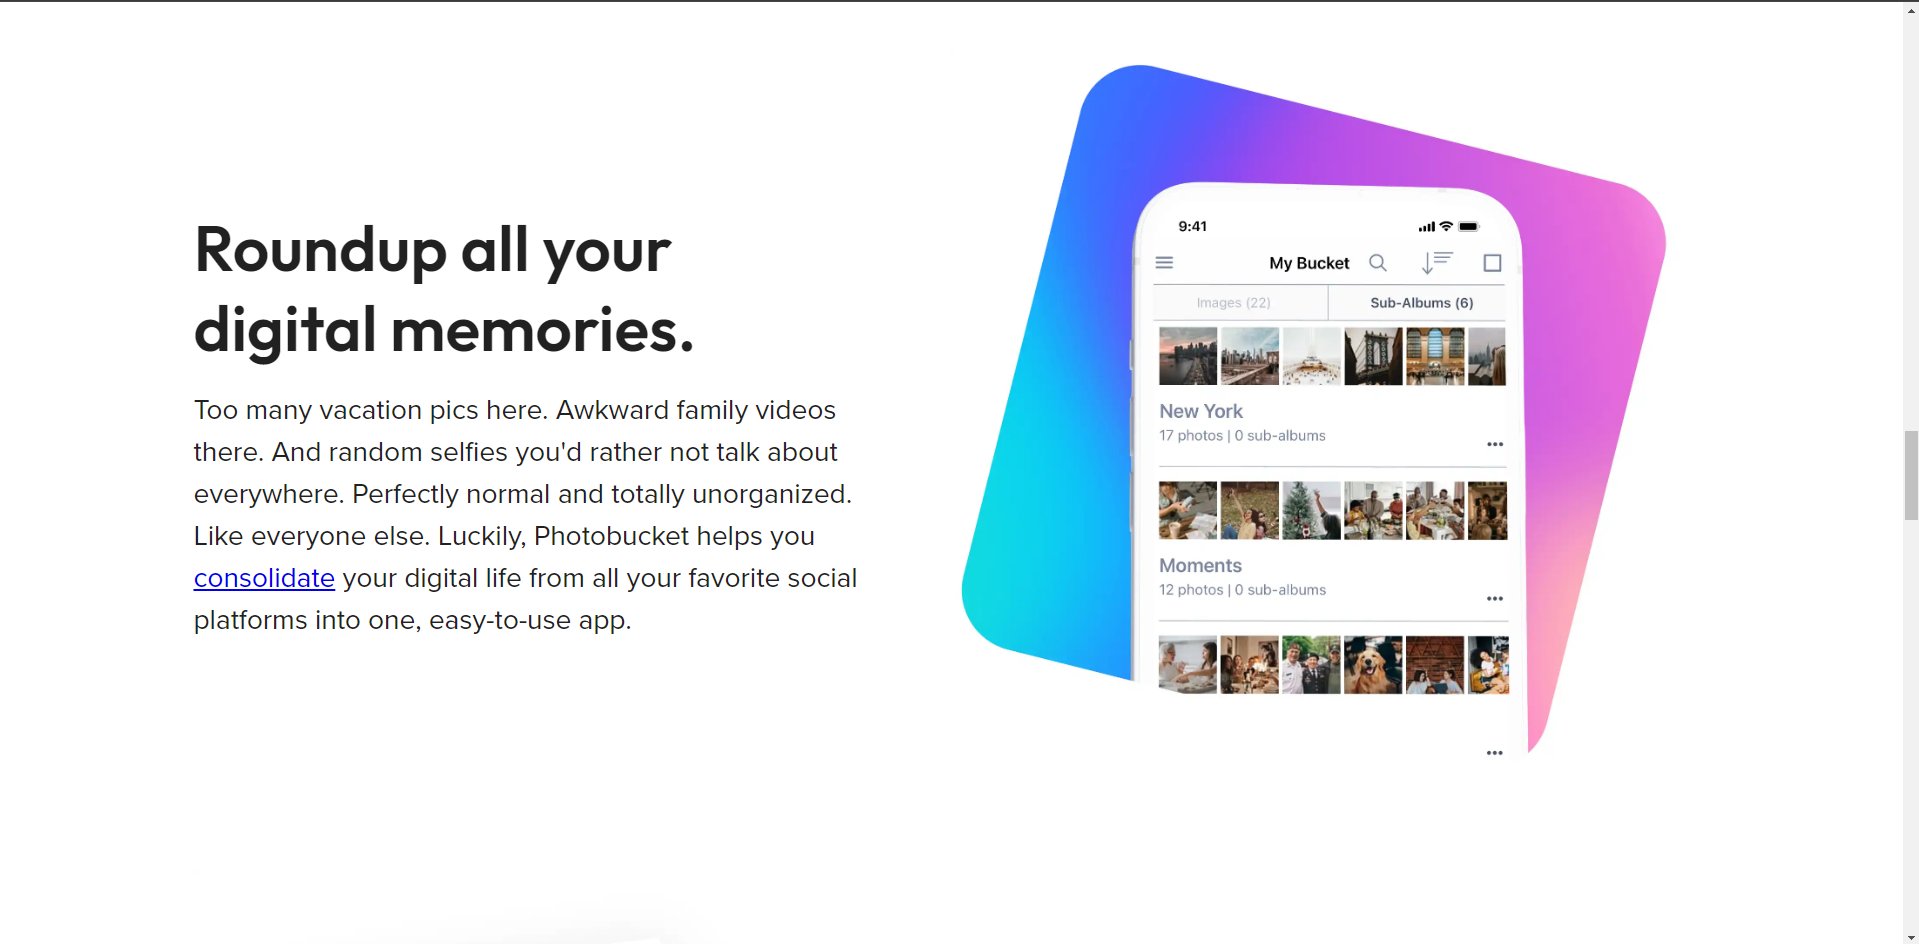 Roundup all your
digital memories.
Too many vacation pics here. Awkward family videos
there. And random selfies you'd rather not talk about
everywhere. Perfectly normal and totally unorganized.
Like everyone else. Luckily, Photobucket helps you
consolidate your digital life from all your favorite social
platforms into one, easy-to-use app.
9:41
My Bucket
Images (22)
Sub-Albums (6)
New York
17 photos | 0 sub-albums
Moments
12 photos | 0 sub-albums